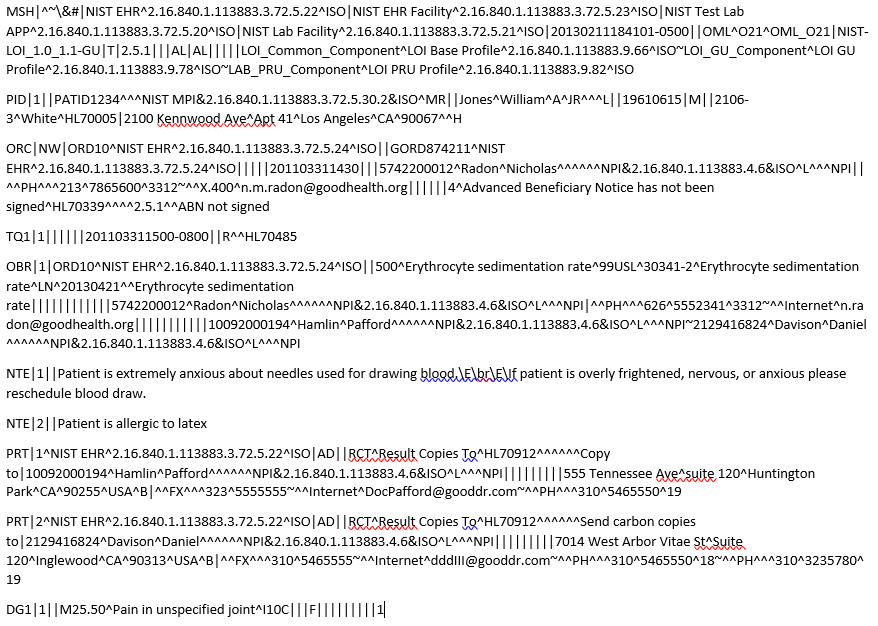 MSH|^~\&#|NIST EHR^2.16.840.1.113883.3.72.5.22^ISO|NIST EHR Facility^2.16.840.1.113883.3.72.5.23^ISO|NIST Test Lab
APP^2.16.840.1.113883.3.72.5.20^ISO|NIST Lab Facility^2.16.840.1.113883.3.72.5.21^ISO|20130211184101-0500||OML^O21^OML_O21|NIST-
LOI_1.0_1.1-GU|T|2.5.1|||AL|AL|||||LOI_Common_Component^LOI Base Profile^2.16.840.1.113883.9.66^ISO~LOI_GU_Component^LOI GU
Profile^2.16.840.1.113883.9.78^ISO~LAB_PRU_Component^LOI PRU Profile^2.16.840.1.113883.9.82^ISO
PID|1||PATID1234^^^NIST MPI&2.16.840.1.113883.3.72.5.30.2&ISO^MR||Jones^William^A^JR^^^L||19610615|M||2106-
3^White^HL70005|2100 Kennwood Ave^Apt 41^Los Angeles^CA^90067^^H
ORC|NW|ORD10^NIST EHR^2.16.840.1.113883.3.72.5.24^ISO||GORD874211^NIST
EHR^2.16.840.1.113883.3.72.5.24^ISO|||||201103311430|||5742200012^Radon^Nicholas^^^^^^NPI&2.16.840.1.113883.4.6&ISO^L^^^NPI||
^^PH^^^213^7865600^3312~^^X.400^n.m.radon@goodhealth.org||||||4^Advanced Beneficiary Notice has not been
signed^HL70339^^^^2.5.1^^ABN not signed
TQ1|1||||||201103311500-0800||R^^HL70485
OBR|1|ORD10^NIST EHR^2.16.840.1.113883.3.72.5.24^ISO||500^Erythrocyte sedimentation rate^99USL^30341-2^Erythrocyte sedimentation
rate^LN^20130421^^Erythrocyte sedimentation
rate||||||||||||5742200012^Radon^Nicholas^^^^^^NPI&2.16.840.1.113883.4.6&ISO^L^^^NPI|^^PH^^^626^5552341^3312~^^Internet^n.ra
don@goodhealth.org|||||||||||10092000194^Hamlin^Pafford^^^^^^NPI&2.16.840.1.113883.4.6&ISO^L^^^NPI~2129416824^Davison^Daniel
^^^^^^NPI&2.16.840.1.113883.4.6&ISO^L^^^NPI
NTE|1||Patient is extremely anxious about needles used for drawing blood.\E\br\E\If patient is overly frightened, nervous, or anxious please
reschedule blood draw.
NTE|2||Patient is allergic to latex
PRT|1^NIST EHR^2.16.840.1.113883.3.72.5.22^ISO|AD||RCT^Result Copies To^HL70912^^^^^^Copy
to|10092000194^Hamlin^Pafford^^^^^^NPI&2.16.840.1.113883.4.6&ISO^L^^^NPI|||||||||555 Tennessee Ave^suite 120^Huntington
Park^CA^90255^USA^B|^^FX^^^323^5555555~^^Internet^DocPafford@gooddr.com~^^PH^^^310^5465550^19
PRT|2^NIST EHR^2.16.840.1.113883.3.72.5.22^ISO|AD||RCT^Result Copies To^HL70912^^^^^^Send carbon copies
to|2129416824^Davison^Daniel^^^^^^NPI&2.16.840.1.113883.4.6&ISO^L^^^NPI|||||||||7014 West Arbor Vitae St^Suite
120^Inglewood^CA^90313^USA^B|^^FX^^^310^5465555~^^Internet^dddIII@gooddr.com~^^PH^^^310^5465550^18~^^PH^^^310^3235780^
19
DG1|1||M25.50^Pain in unspecified joint^I10C|||F|||||||||1